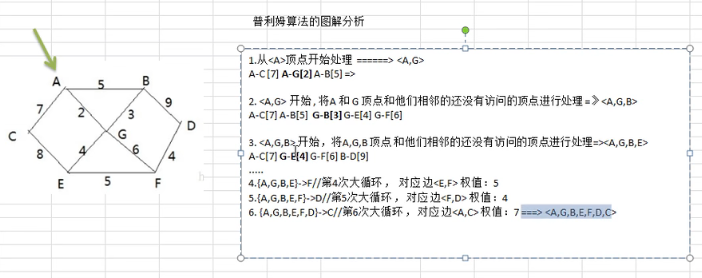 普利姆算法的图解分析
1.从<A>顶点开始处理 ======> <A,G>
A-C [7] A-G[2] A-B[5] =>
2. <A,G> 开始 , 将A 和 G 顶点和他们相邻的还没有访问的顶点进行处理 =》<A,G,B>
A-C[7] A-B[5] G-B[3] G-E[4] G-F[6]
3. <A,G,B> 开始，将A,G,B 顶点和他们相邻的还没有访问的顶点进行处理=><A,G,B,E>
A-C[7] G-E[4] G-F[6] B-D[9]
.....
4.{A,G,B,E}->F//第4次大循环 ， 对应边<E,F> 权值：5
5.{A,G,B,E,F}->D//第5次大循环 ， 对应边<F,D> 权值：4
6. {A,G,B,E,F,D}->C//第6次大循环 ，对应边<A,C> 权值：7 ===> <A,G,B,E,F,D,C>
A
5
B
7
2
3
9
C
G
D
8
4
6
4
E
5
F